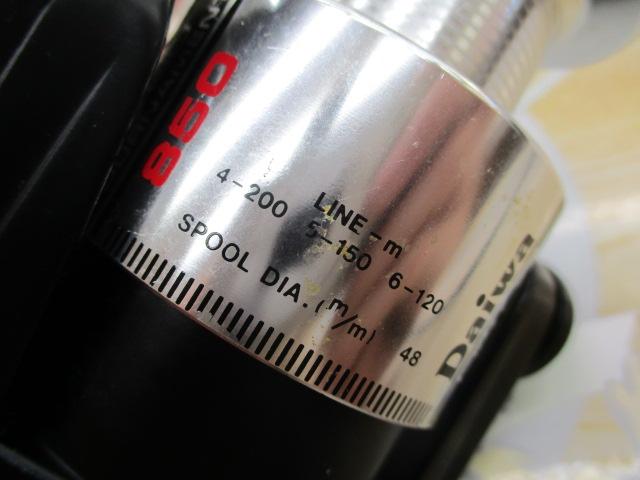 850
LINE-m
4-200 5-150 6-120
SPOOL DIA. (m/m) 48
Daiwa